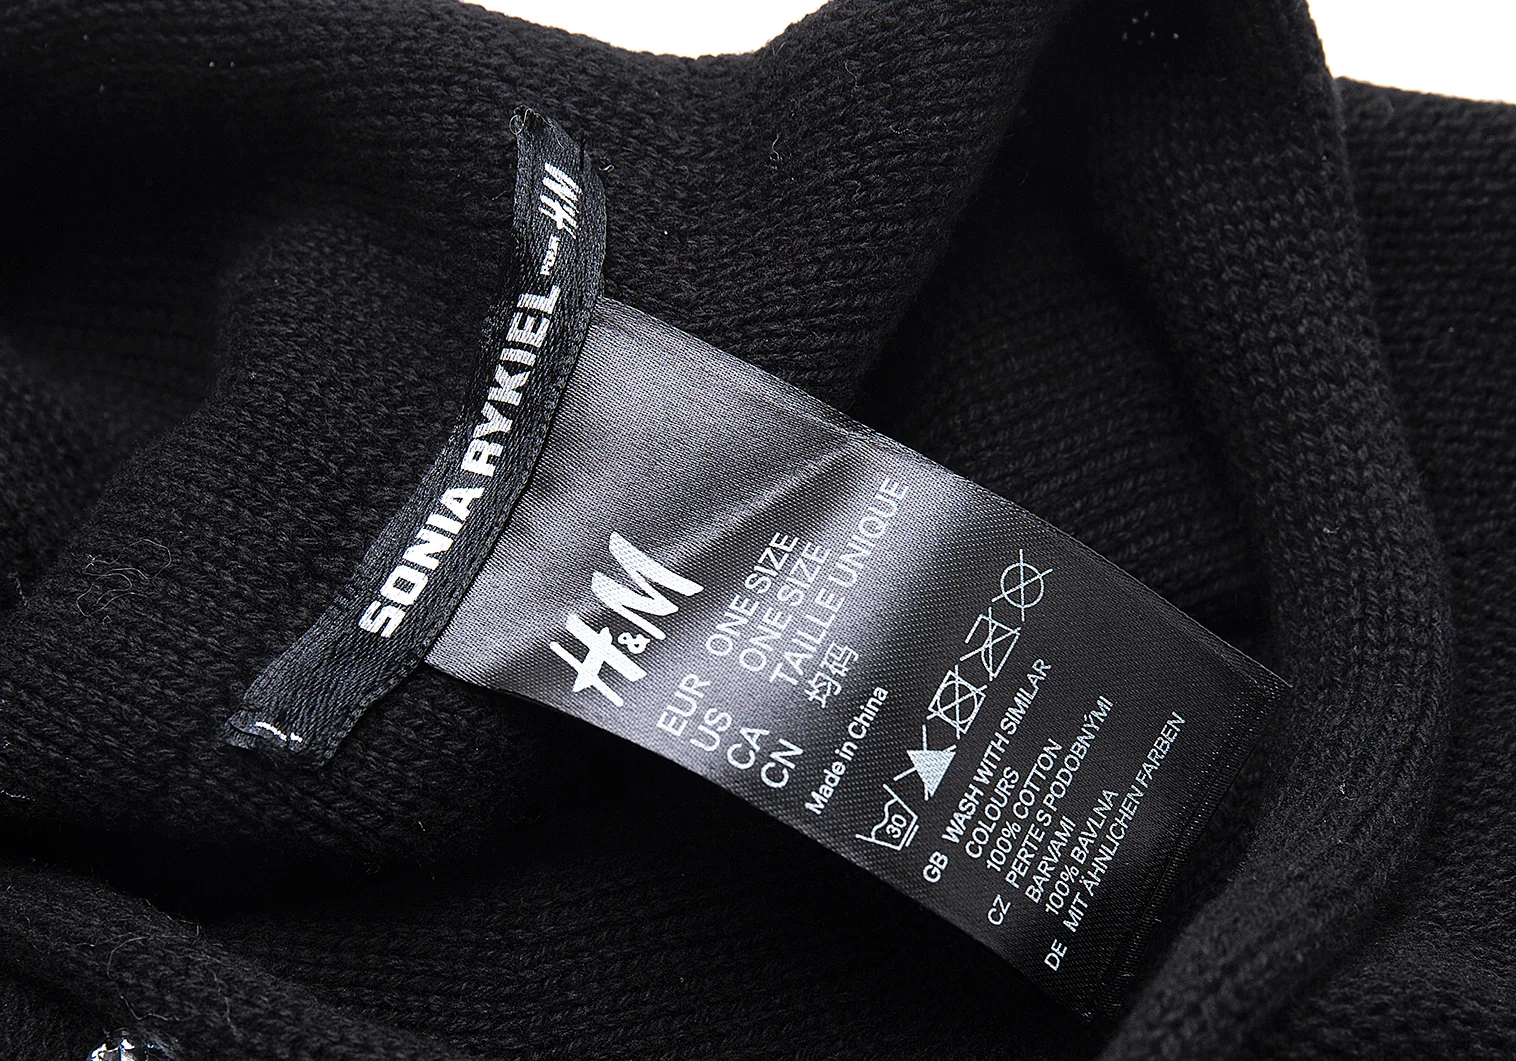 SONIA RYKIEL POUR H&M
H&M
EUR ONE SIZE
US ONE SIZE
CA TAILLE UNIQUE
CN 均码
Made in China
30
GB WASH WITH SIMILAR
COLOURS
100% COTTON
CZ PERTE S PODOBNÝMI
BARVAMI
100% BAVLNA
DE MIT ÄHNLICHEN FARBEN